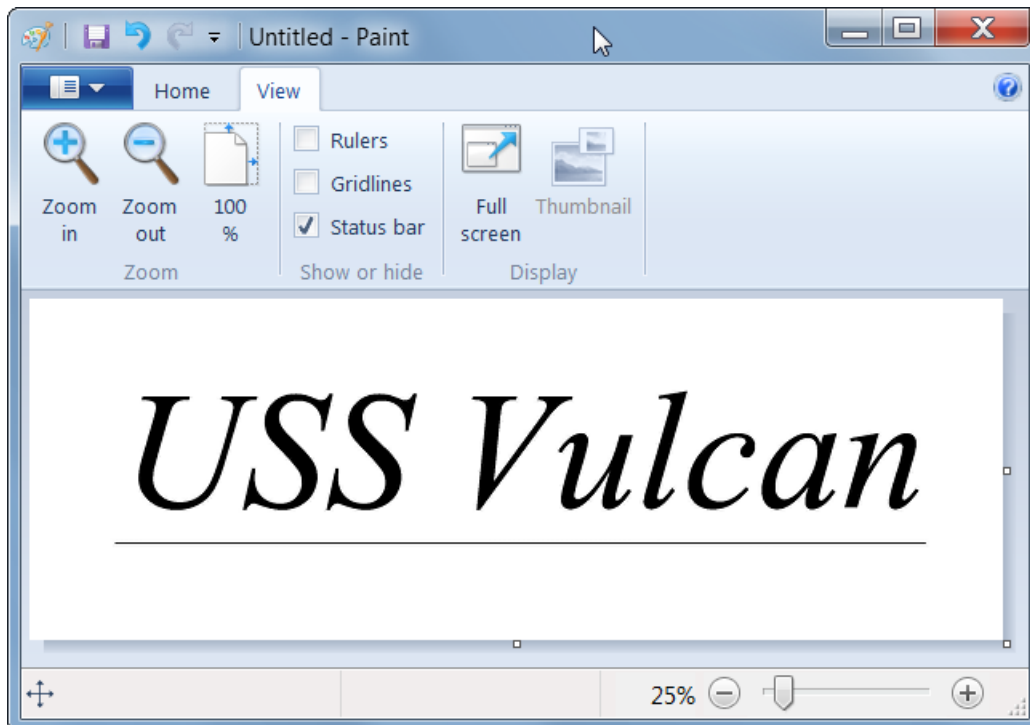 Untitled - Paint
Home View
Zoom in Zoom out 100 % Rulers Gridlines Status bar Full screen Thumbnail
Zoom Show or hide Display
USS Vulcan
25%